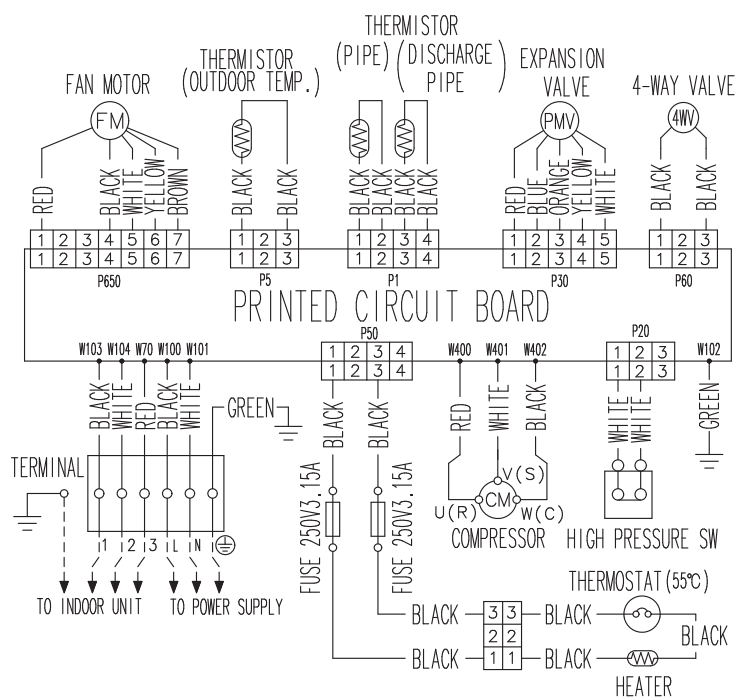 THERMISTOR
THERMISTOR
(OUTDOOR TEMP.)
(PIPE)
(DISCHARGE PIPE)
EXPANSION VALVE
4-WAY VALVE
FAN MOTOR
FM
PMV
4WV
RED
BLACK
WHITE
YELLOW
BROWN
BLACK
BLACK
BLACK
BLACK
BLACK
BLACK
RED
BLUE
ORANGE
YELLOW
WHITE
BLACK
BLACK
1 2 3 4 5 6 7
1 2 3
1 2 3 4
1 2 3 4 5
1 2 3
1 2 3 4 5 6 7
1 2 3
1 2 3 4
1 2 3 4 5
1 2 3
P650
P5
P1
P30
P60
PRINTED CIRCUIT BOARD
P50
P20
W103
W104
W70
W100
W101
1 2 3 4
1 2 3 4
W400
W401
W402
1 2 3
1 2 3
W102
BLACK
WHITE
RED
BLACK
WHITE
GREEN
BLACK
BLACK
RED
WHITE
BLACK
WHITE
WHITE
GREEN
TERMINAL
FUSE 250V3.15A
FUSE 250V3.15A
V(S)
CM
U(R)
W(C)
COMPRESSOR
HIGH PRESSURE SW
1
2
3
L
N
TO INDOOR UNIT
TO POWER SUPPLY
THERMOSTAT (55℃)
BLACK
3 3
BLACK
2 2
BLACK
BLACK
1 1
BLACK
HEATER